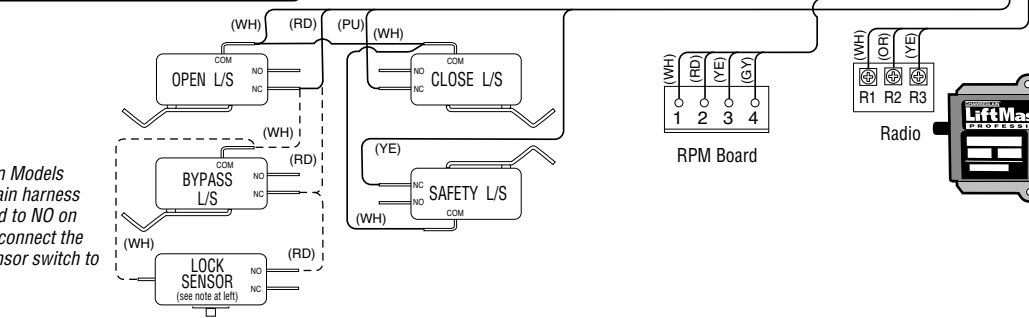 (WH) (RD) (PU) (WH)
COM COM
OPEN L/S NO NC
NO NC CLOSE L/S
(WH)
(RD)
COM
BYPASS
L/S
NO
NC
(YE)
NC
NO
SAFETY L/S
COM
(WH)
(WH)
(RD)
LOCK
SENSOR
(see note at left)
NO
NC
n Models
ain harness
d to NO on
connect the
nsor switch to
(WH) (RD) (YE) (GY)
1 2 3 4
RPM Board
(WH) (OR) (YE)
R1 R2 R3
Radio
CHAMBERLAIN
LiftMas
PROFESSI